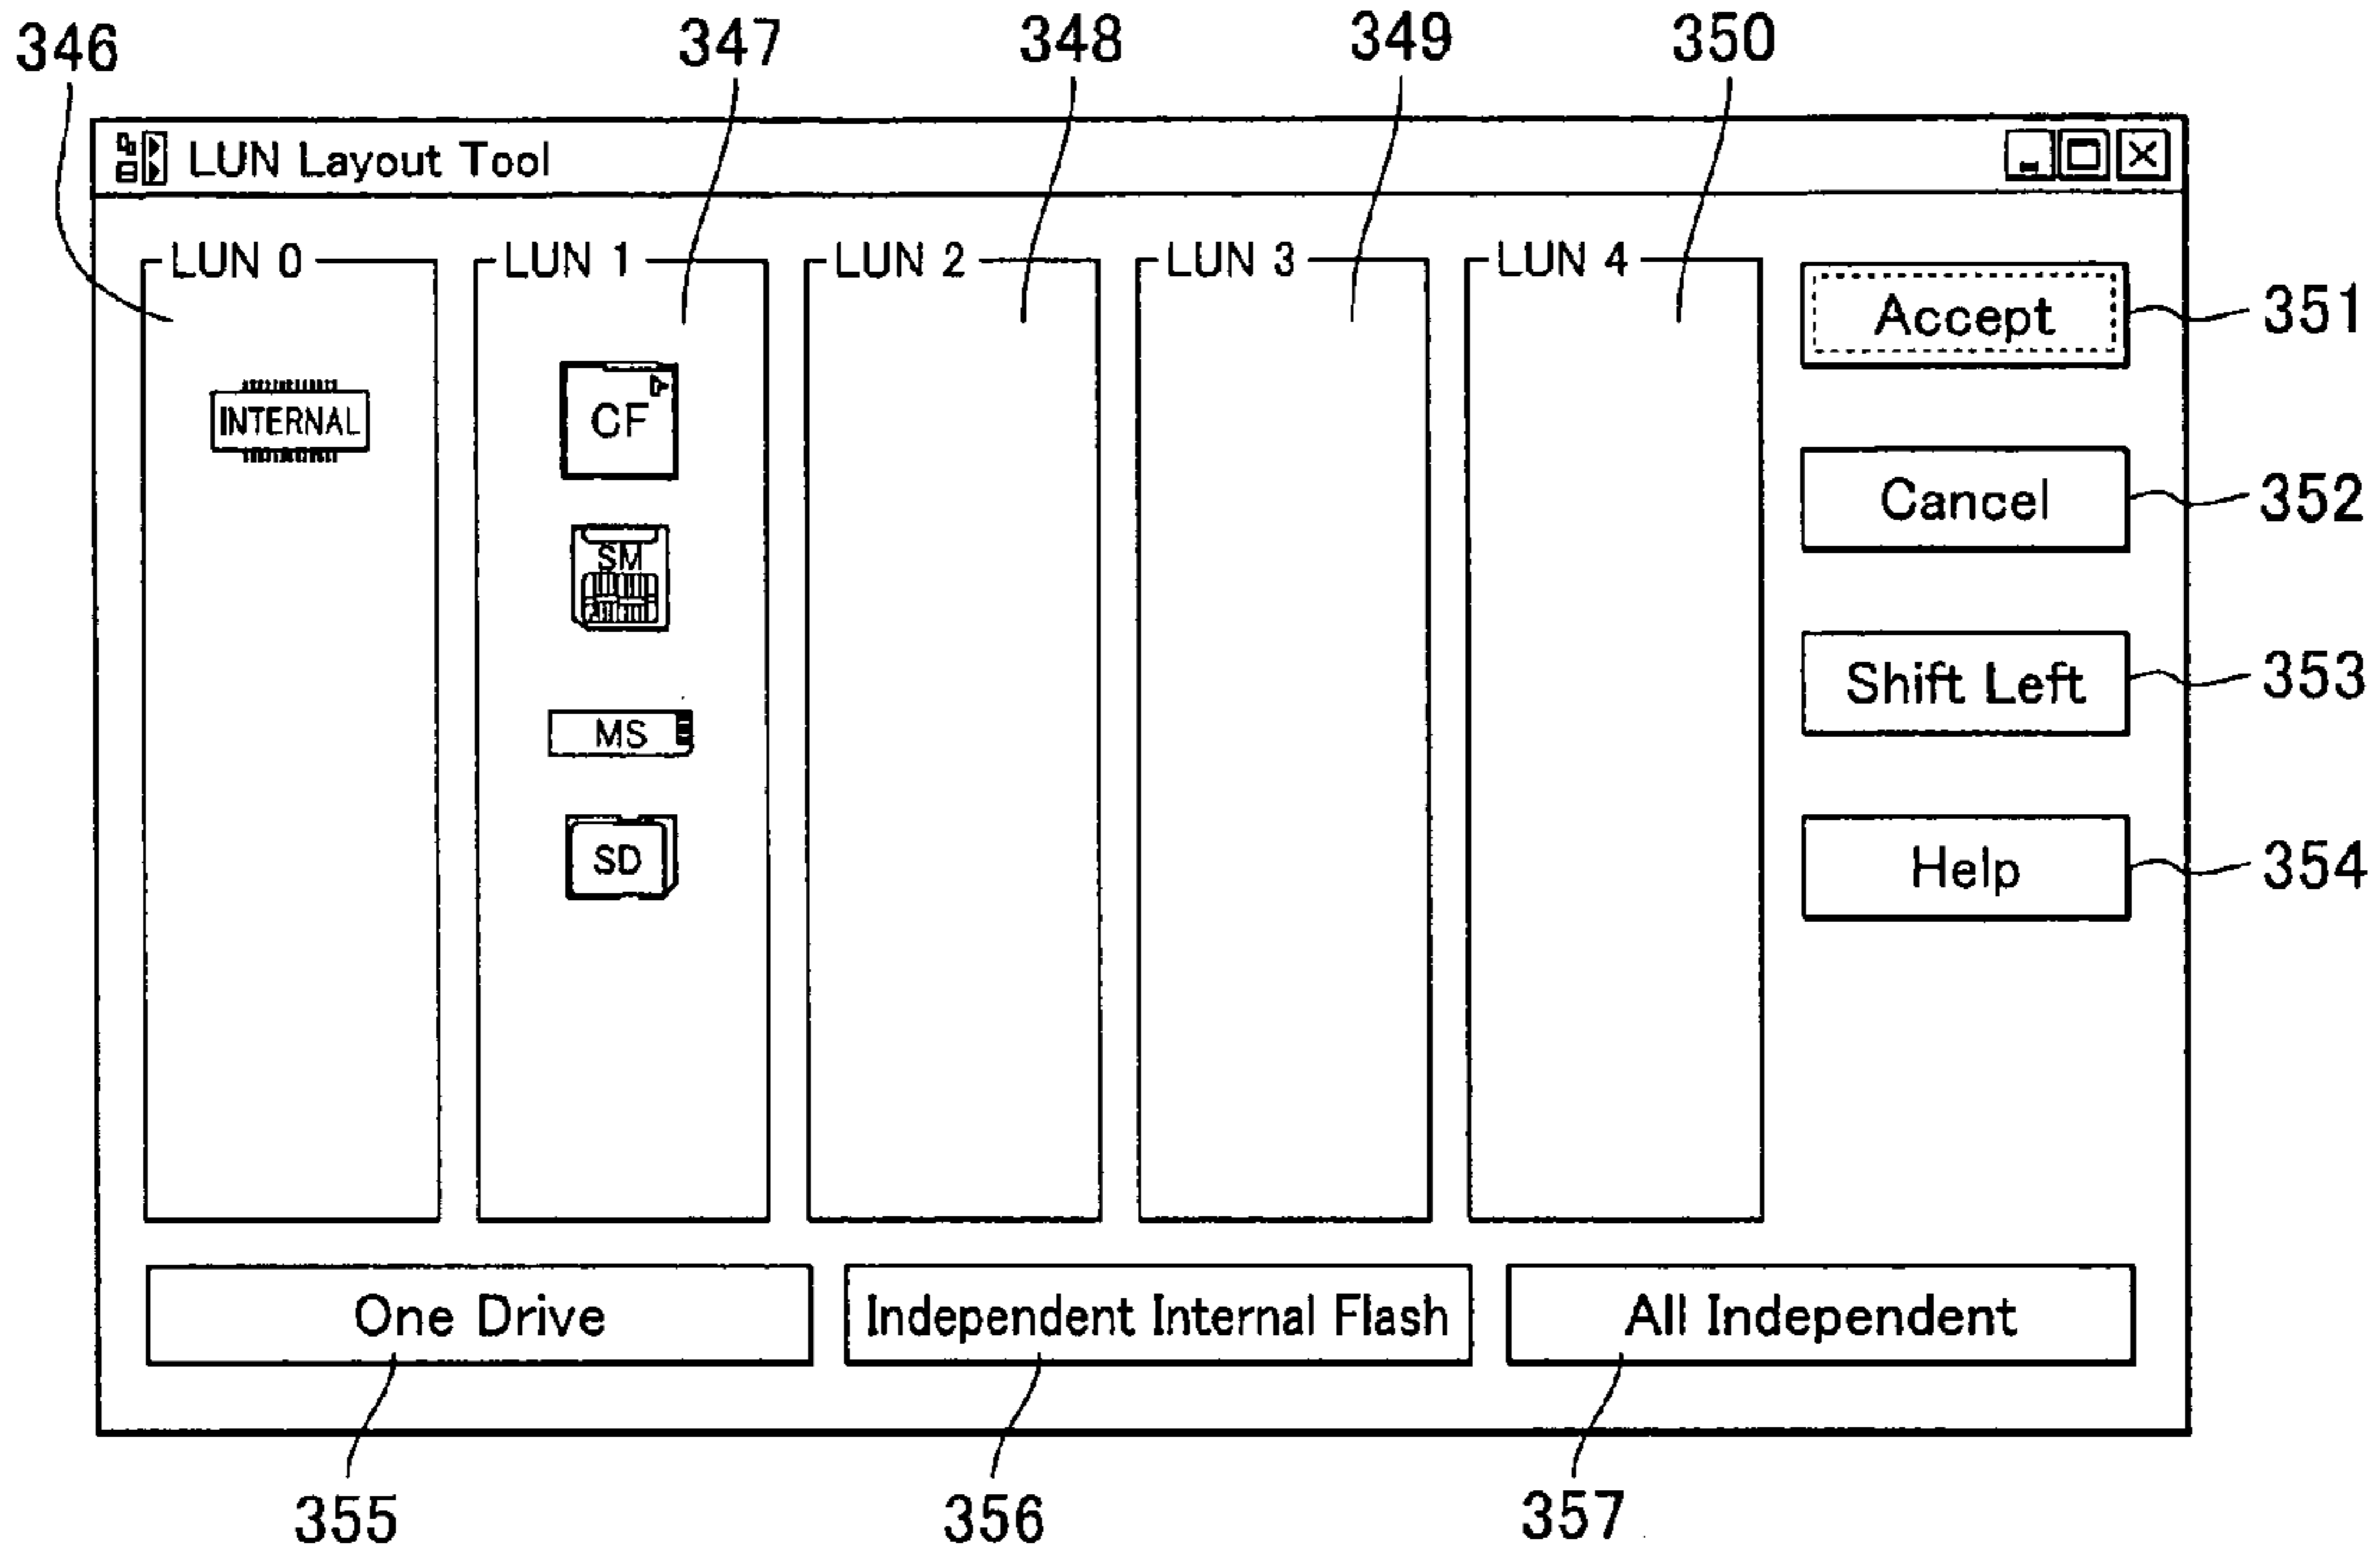 346
347
348
349
350
LUN Layout Tool
LUN 0
LUN 1
LUN 2
LUN 3
LUN 4
INTERNAL
CF
SM
MS
SD
Accept
351
Cancel
352
Shift Left
353
Help
354
One Drive
Independent Internal Flash
All Independent
355
356
357